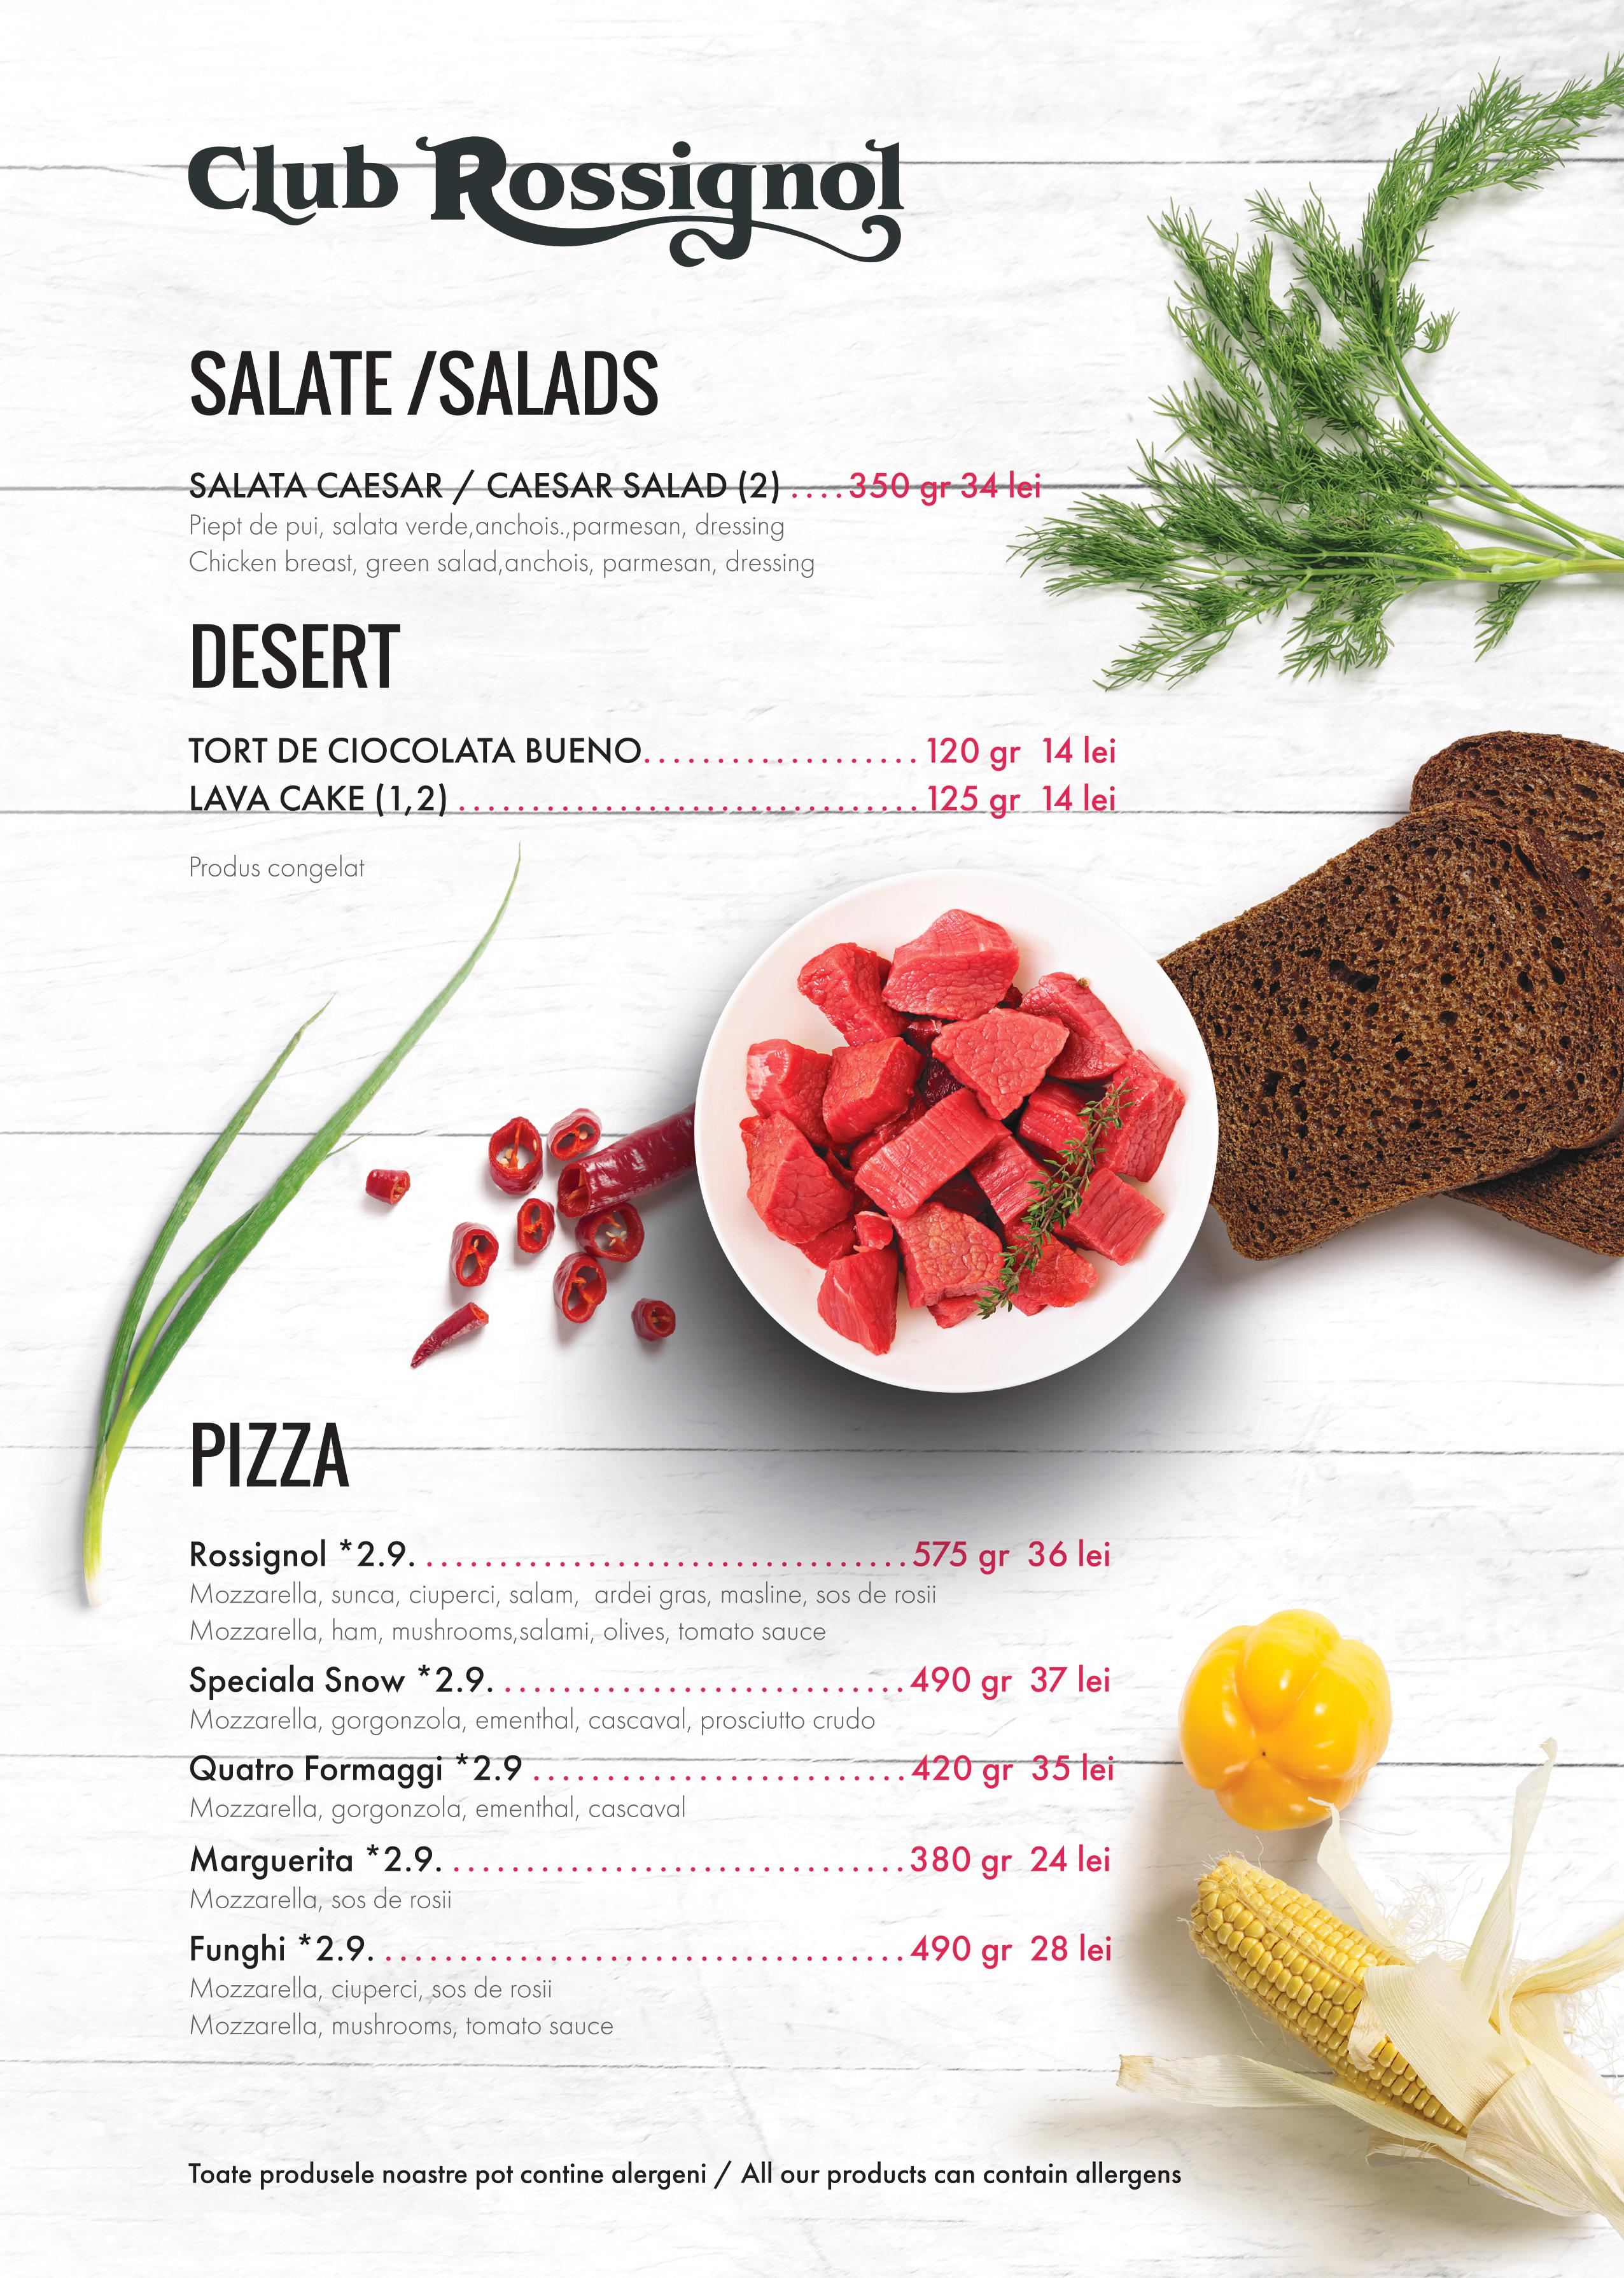 Club Rossignol
SALATE /SALADS
SALATA CAESAR / CAESAR SALAD (2) ....350 gr 34 lei
Piept de pui, salata verde,anchois.,parmesan, dressing
Chicken breast, green salad,anchois, parmesan, dressing
DESERT
TORT DE CIOCOLATA BUENO................... 120 gr 14 lei
LAVA CAKE (1,2) ................................ 125 gr 14 lei
Produs congelat
PIZZA
Rossignol *2.9. .................................575 gr 36 lei
Mozzarella, sunca, ciuperci, salam, ardei gras, masline, sos de rosii
Mozzarella, ham, mushrooms,salami, olives, tomato sauce
Speciala Snow *2.9. ............................490 gr 37 lei
Mozzarella, gorgonzola, ementhal, cascaval, prosciutto crudo
Quatro Formaggi *2.9 ..........................420 gr 35 lei
Mozzarella, gorgonzola, ementhal, cascaval
Marguerita *2.9. ...............................380 gr 24 lei
Mozzarella, sos de rosii
Funghi *2.9. ....................................490 gr 28 lei
Mozzarella, ciuperci, sos de rosii
Mozzarella, mushrooms, tomato sauce
Toate produsele noastre pot contine alergeni / All our products can contain allergens